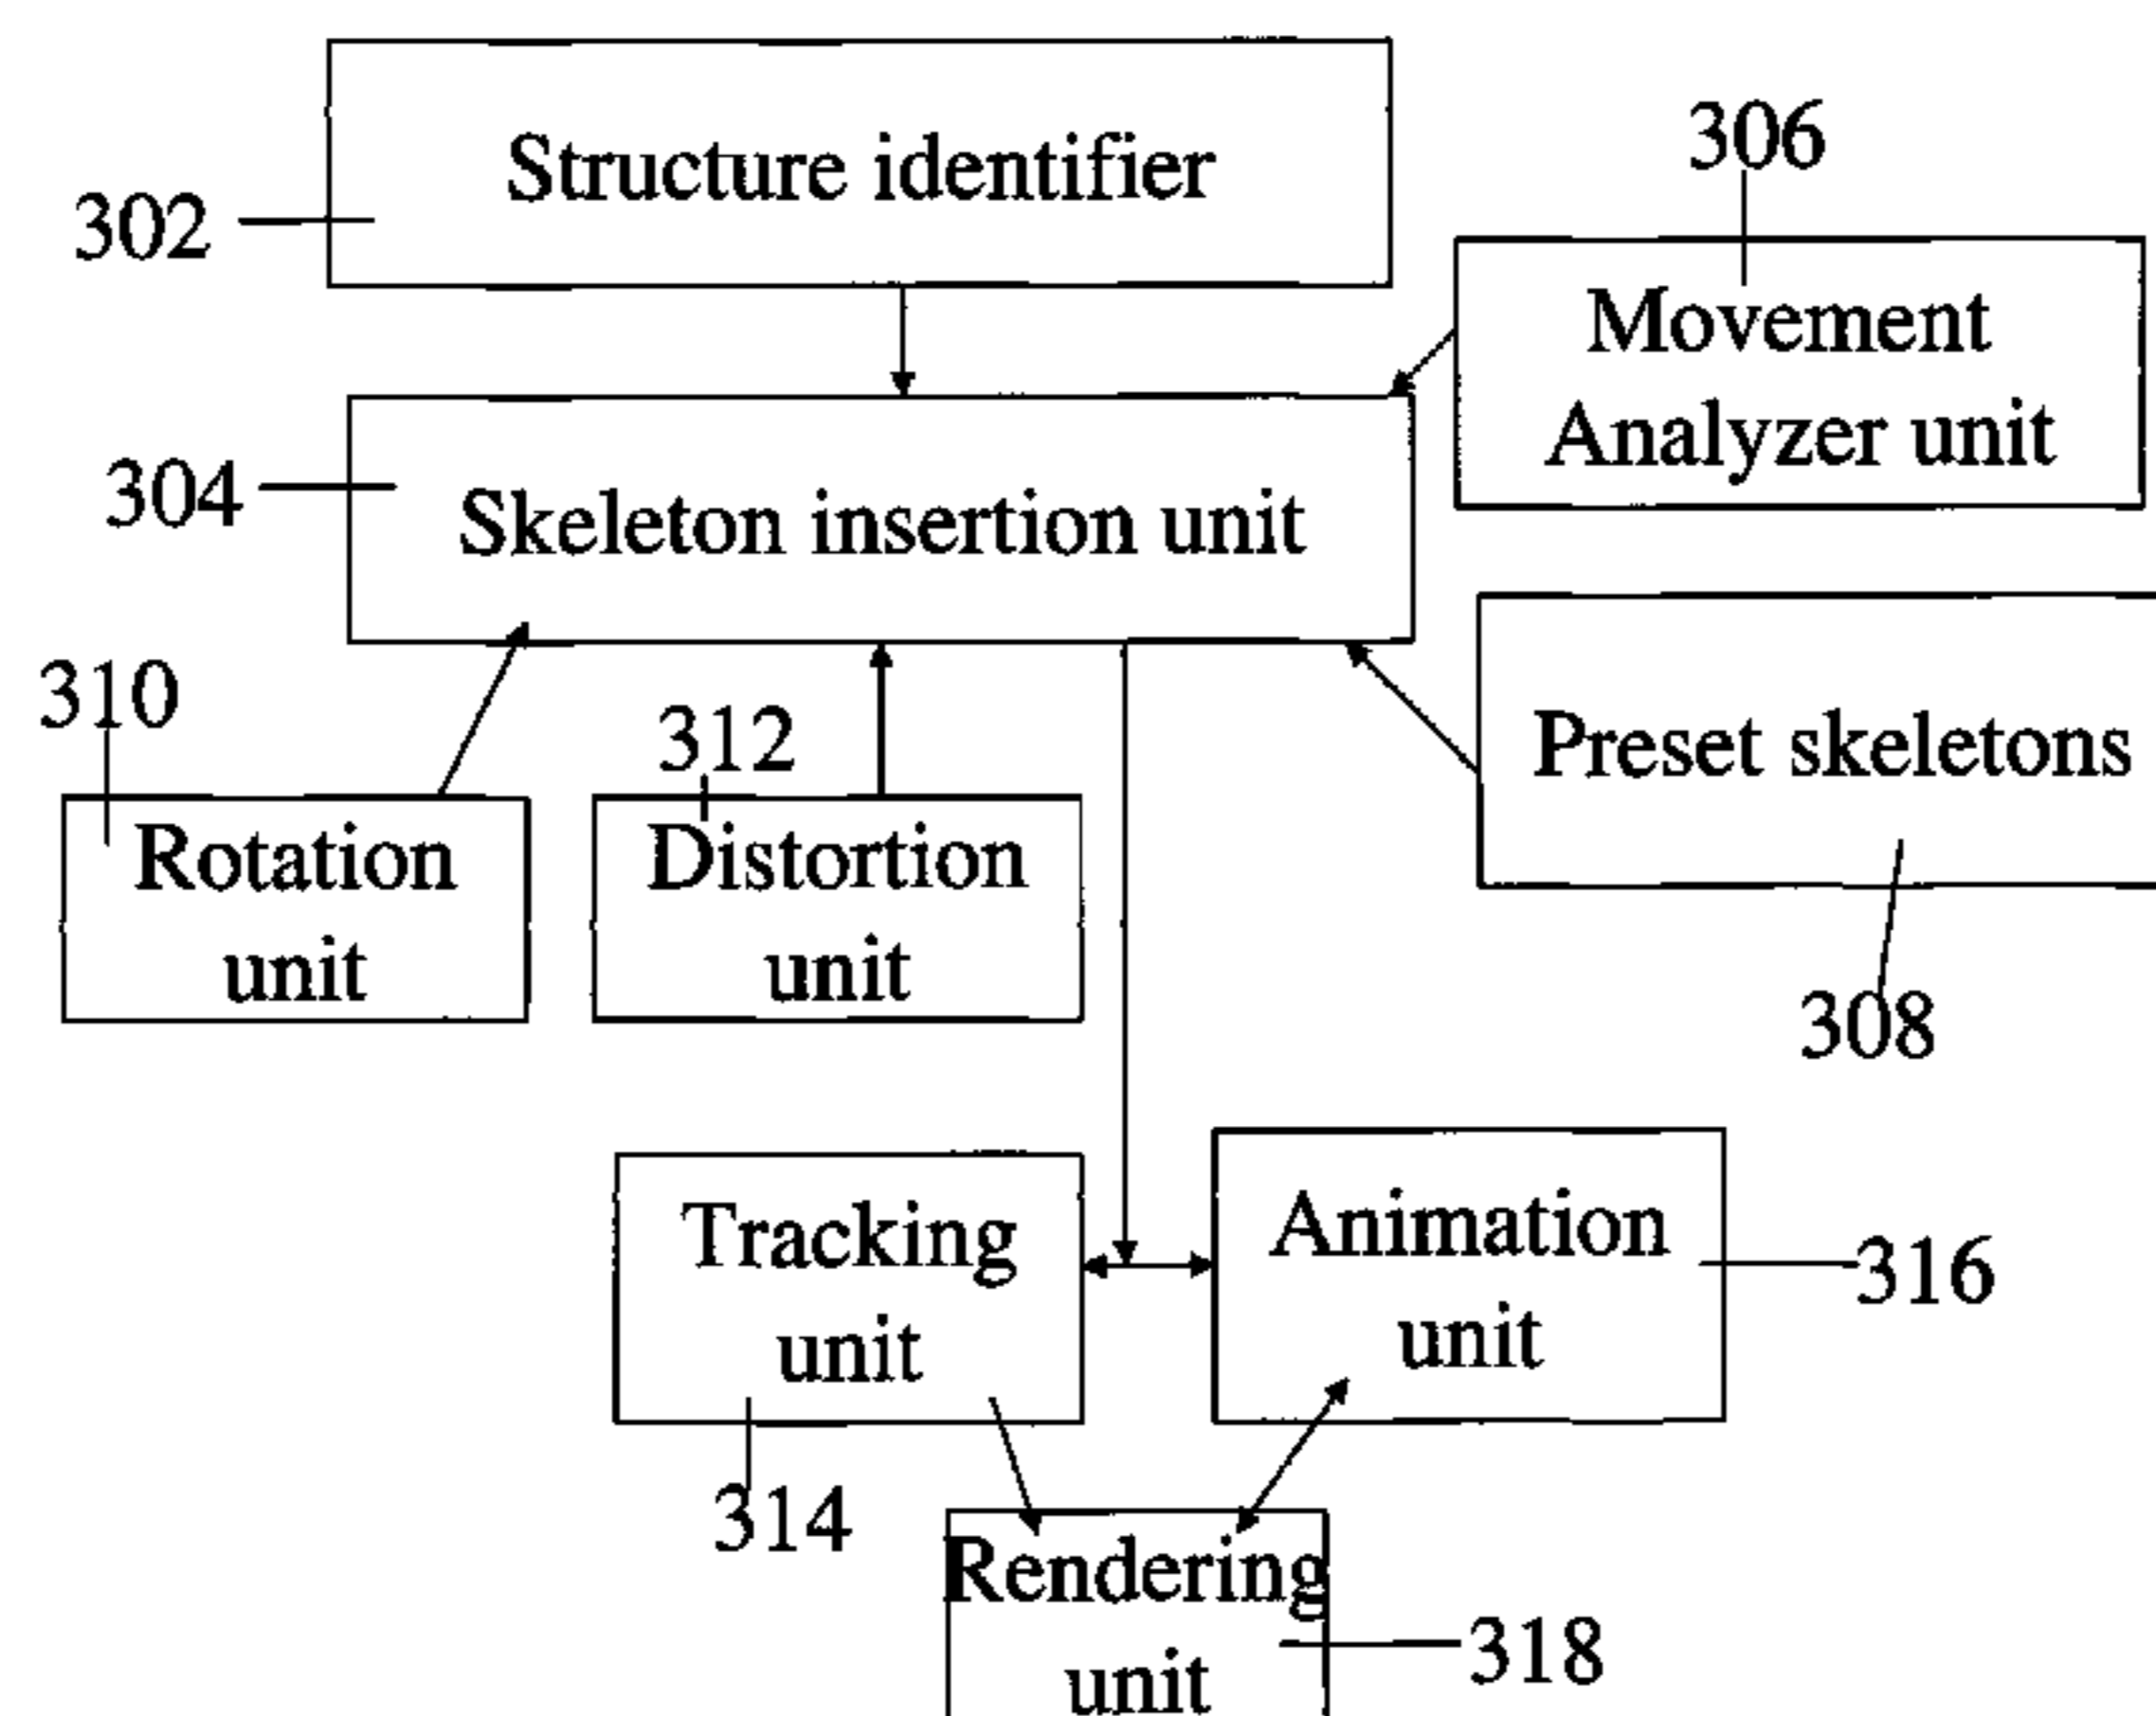 Structure identifier
302
306
Movement
Analyzer unit
304
Skeleton insertion unit
310
312
Preset skeletons
Rotation
unit
Distortion
unit
308
Tracking
unit
Animation
unit
316
314
Rendering
unit
318